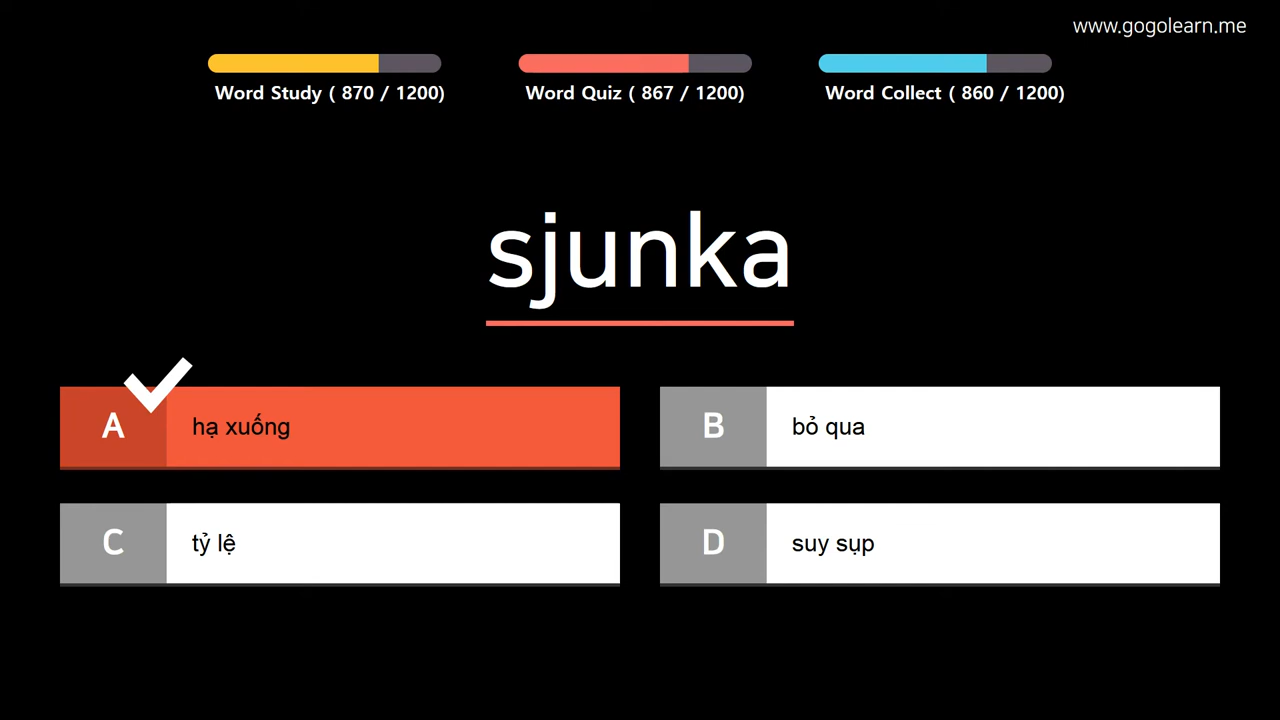 www.gogolearn.me
Word Study ( 870 / 1200)
Word Quiz ( 867 / 1200)
Word Collect ( 860 / 1200)
sjunka
A hạ xuống
B bỏ qua
C tỷ lệ
D suy sụp